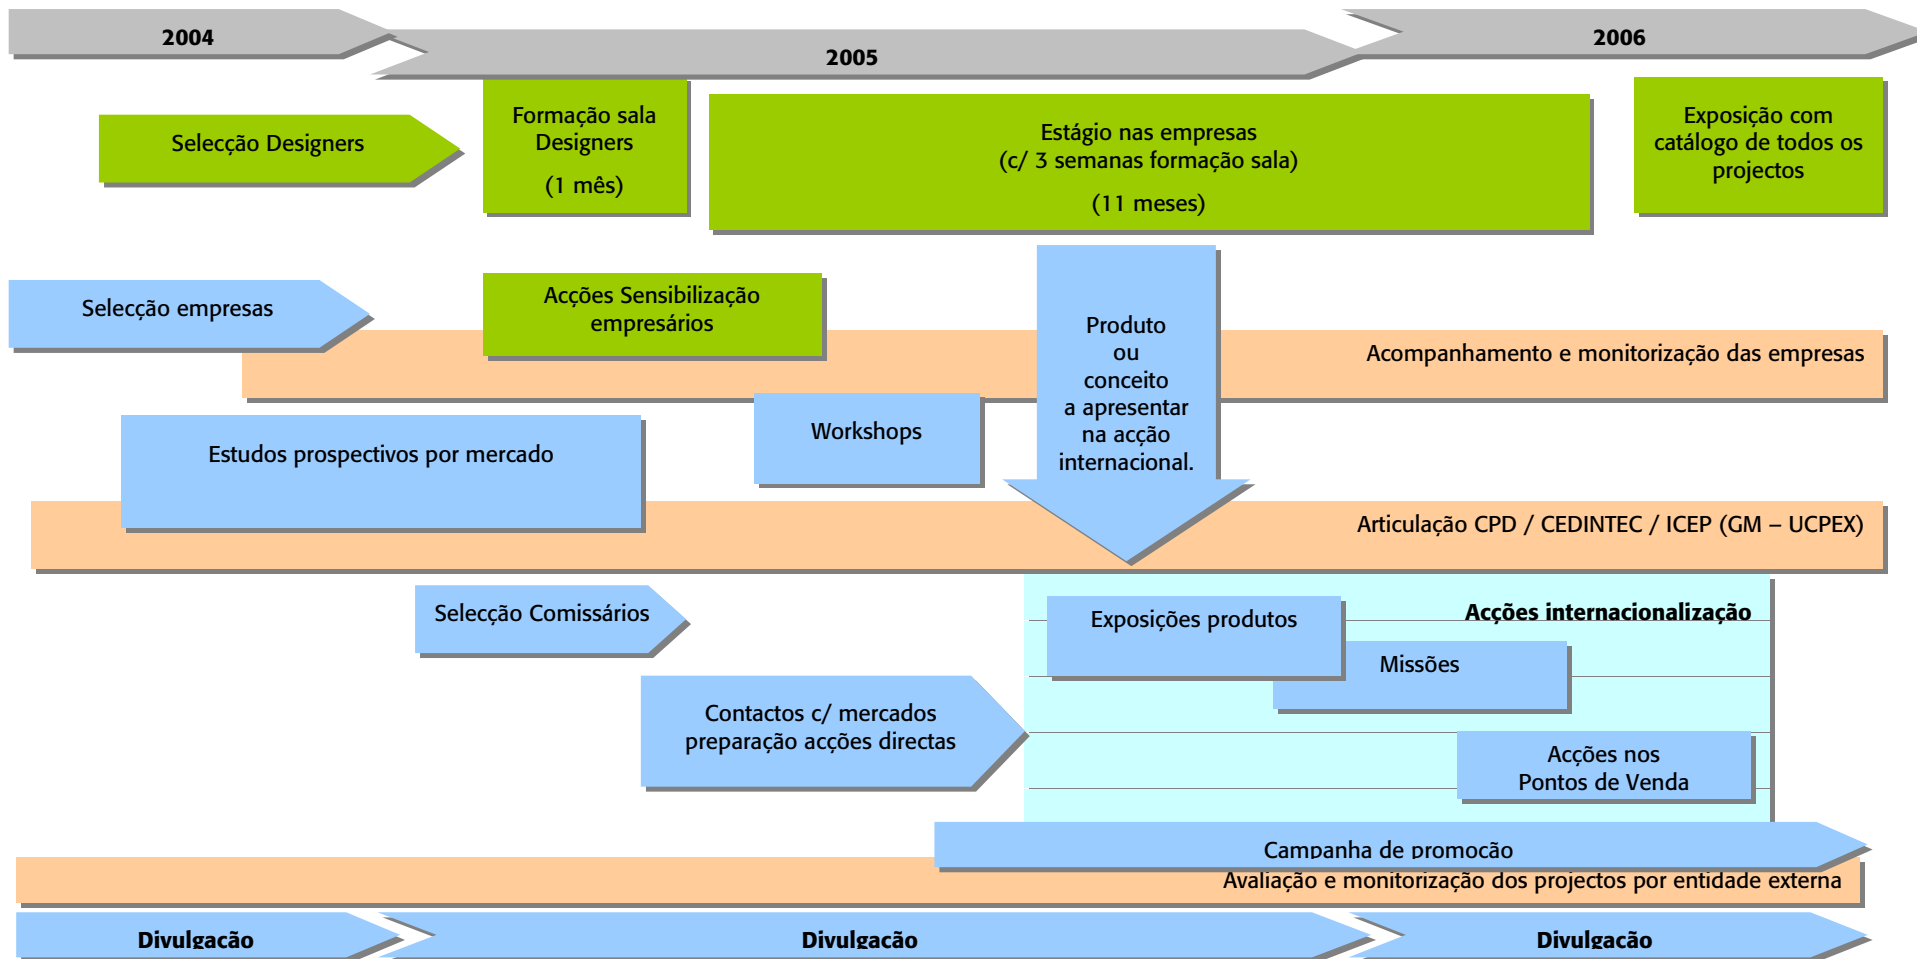 2004
2005
2006
Selecção Designers
Formação sala
Designers
(1 mês)
Estágio nas empresas
(c/ 3 semanas formação sala)
(11 meses)
Exposição com
catálogo de todos os
projectos
Selecção empresas
Acções Sensibilização
empresários
Produto
ou
conceito
a apresentar
na acção
internacional.
Acompanhamento e monitorização das empresas
Estudos prospectivos por mercado
Workshops
Articulação CPD / CEDINTEC / ICEP (GM – UCPEX)
Selecção Comissários
Exposições produtos
Acções internacionalização
Missões
Contactos c/ mercados
preparação acções directas
Acções nos
Pontos de Venda
Campanha de promoção
Avaliação e monitorização dos projectos por entidade externa
Divulgação
Divulgação
Divulgação